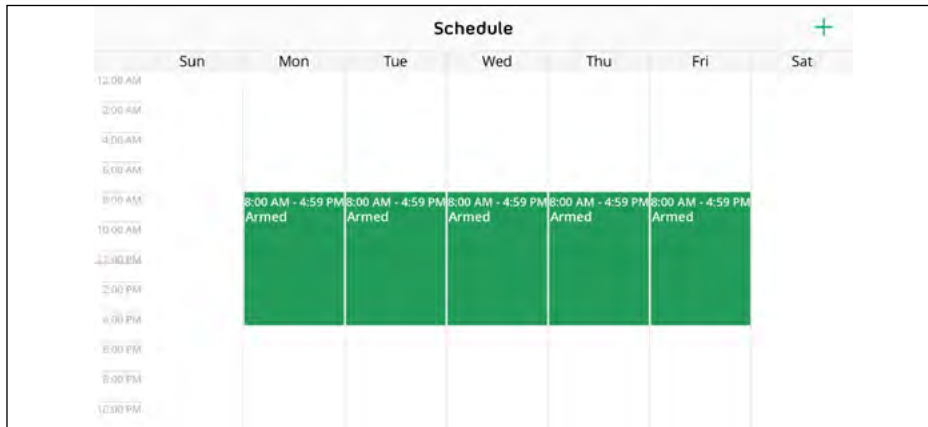 Schedule +
Sun Mon Tue Wed Thu Fri Sat
12:00 AM
2:00 AM
4:00 AM
6:00 AM
8:00 AM
8:00 AM - 4:59 PM 8:00 AM - 4:59 PM 8:00 AM - 4:59 PM 8:00 AM - 4:59 PM 8:00 AM - 4:59 PM
Armed Armed Armed Armed Armed
10:00 AM
12:00 PM
2:00 PM
4:00 PM
6:00 PM
8:00 PM
10:00 PM